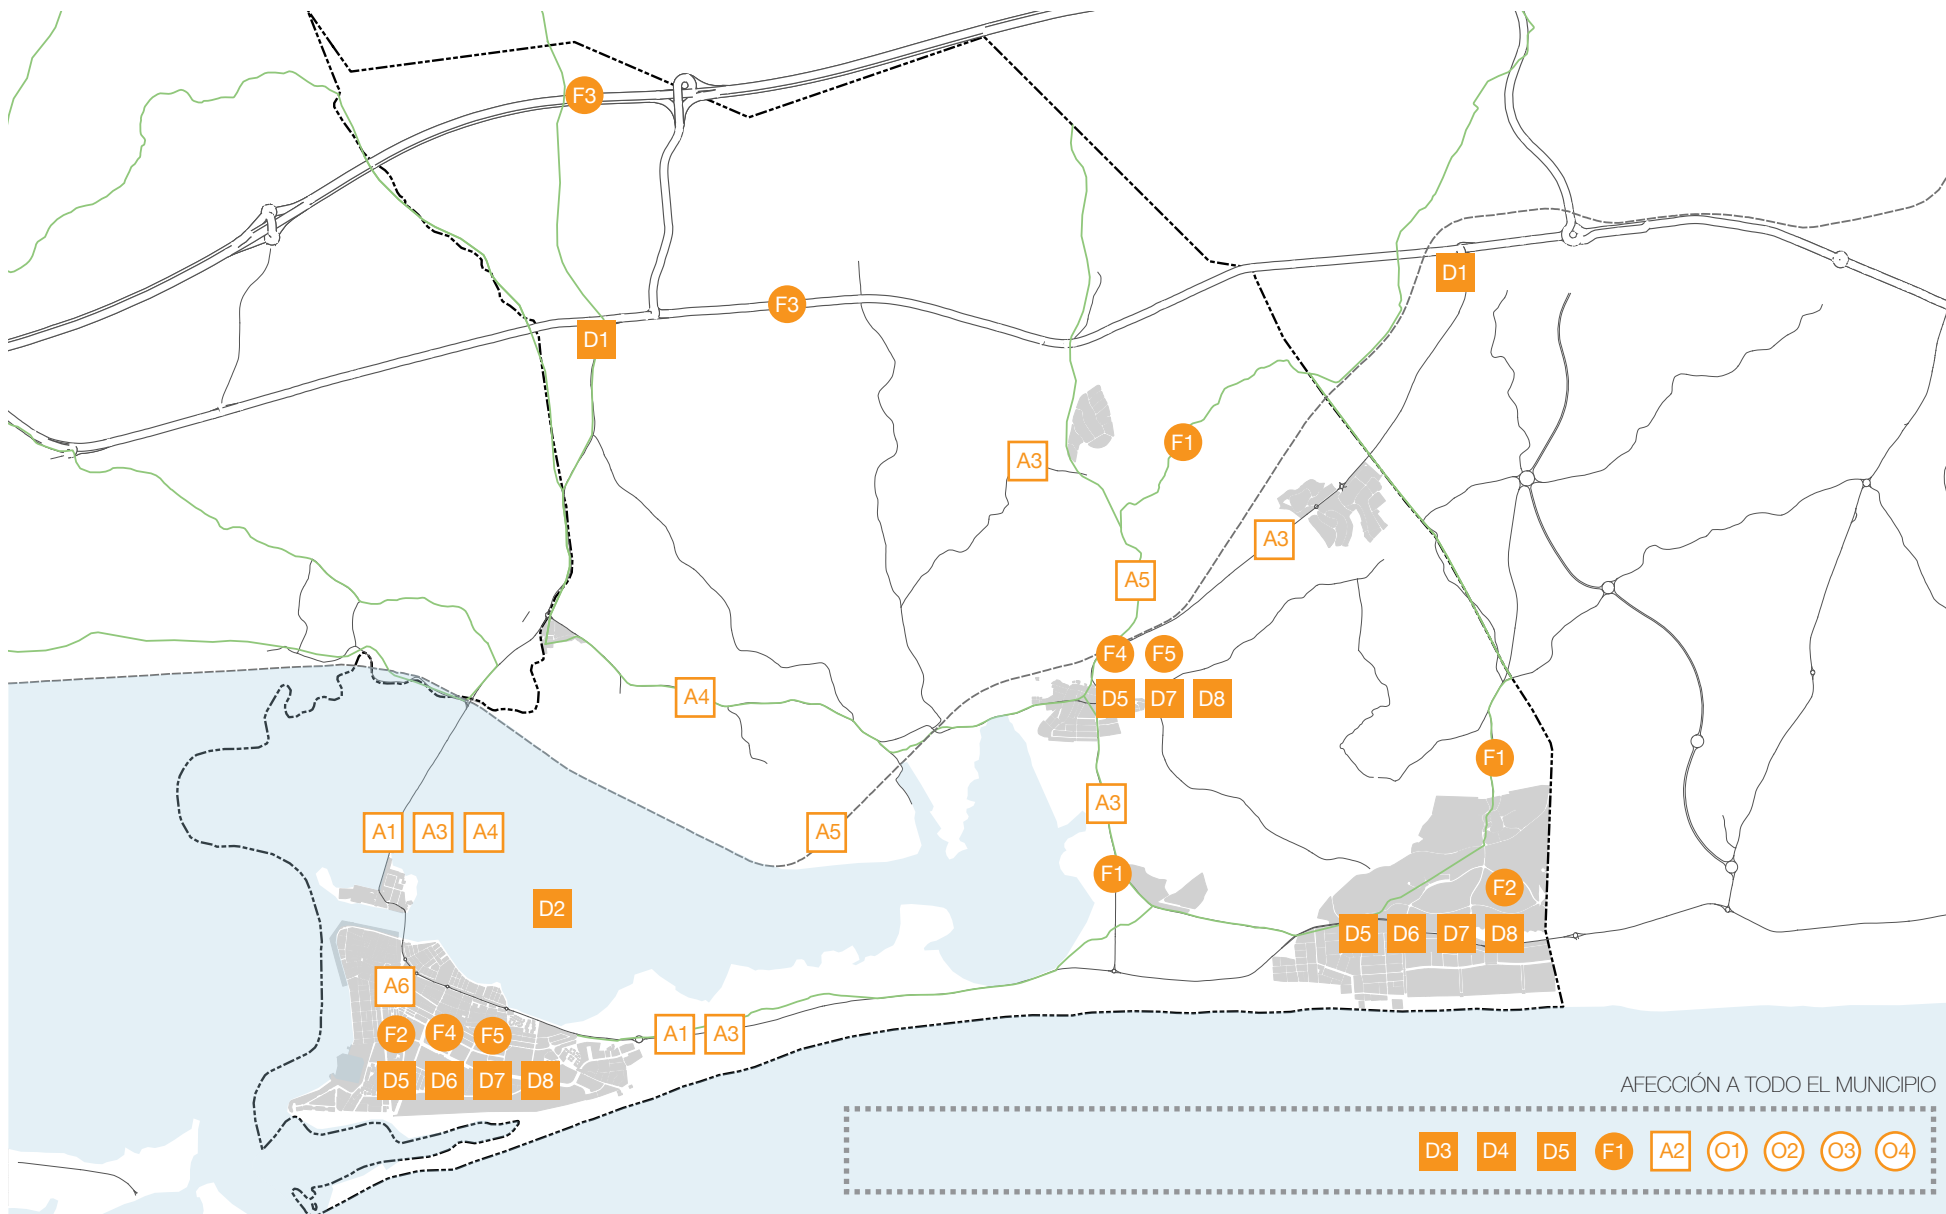 F3
D1
F3
D1
F1
A3
A3
A5
F4 F5
A4
D5 D7 D8
F1
A3
A1 A3 A4
A5
F1
F2
D2
D5 D6 D7 D8
A6
F2 F4 F5
A1 A3
D5 D6 D7 D8
AFECCIÓN A TODO EL MUNICIPIO
D3 D4 D5 F1 A2 O1 O2 O3 O4